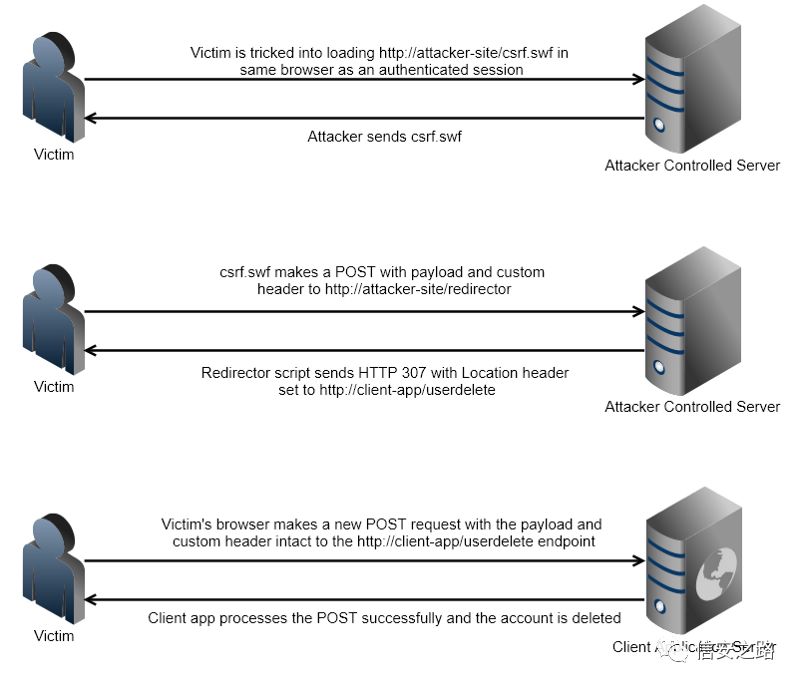 Victim is tricked into loading http://attacker-site/csrf.swf in
same browser as an authenticated session
Attacker sends csrf.swf
Victim
Attacker Controlled Server
csrf.swf makes a POST with payload and custom
header to http://attacker-site/redirector
Redirector script sends HTTP 307 with Location header
set to http://client-app/userdelete
Victim
Attacker Controlled Server
Victim's browser makes a new POST request with the payload and
custom header intact to the http://client-app/userdelete endpoint
Client app processes the POST successfully and the account is deleted
Victim
Client Application Server
信安之路